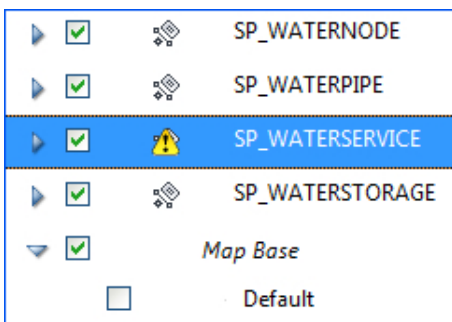 SP_WATERNODE
SP_WATERPIPE
SP_WATERSERVICE
SP_WATERSTORAGE
Map Base
Default